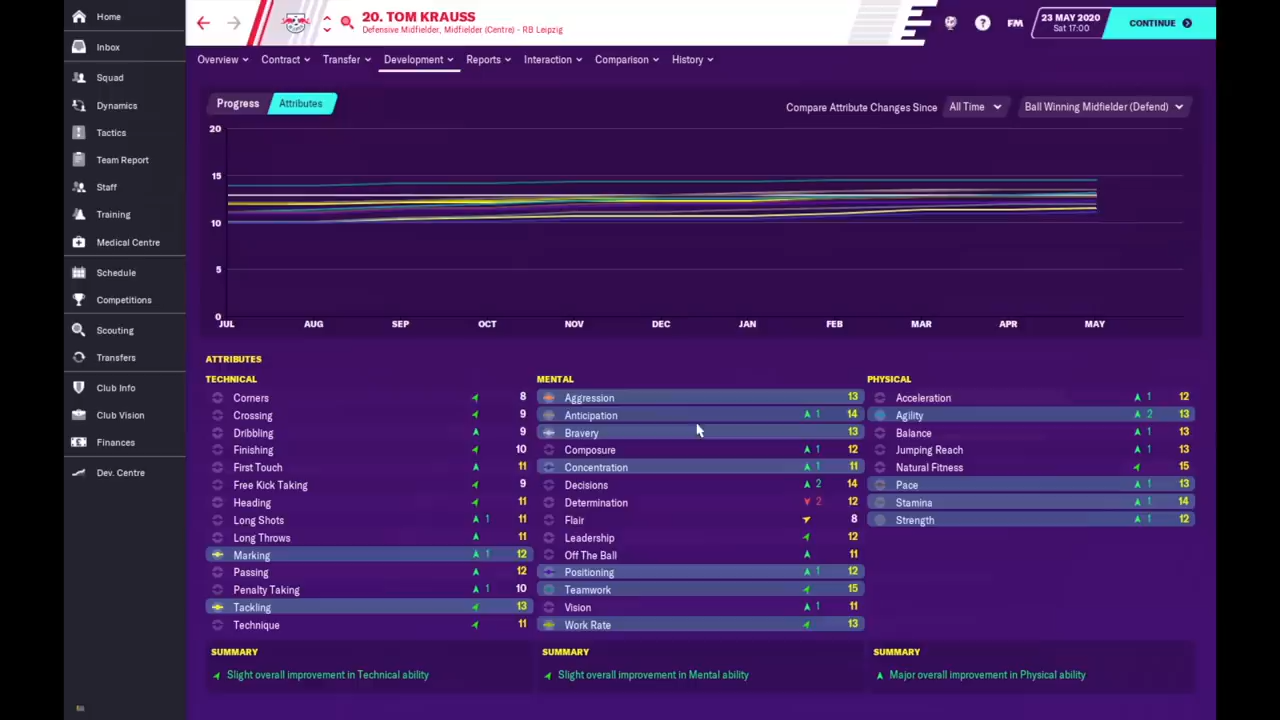 Home
Inbox
Squad
Dynamics
Tactics
Team Report
Staff
Training
Medical Centre
Schedule
Competitions
Scouting
Transfers
Club Info
Club Vision
Finances
Dev. Centre
20. TOM KRAUSS
Defensive Midfielder, Midfielder (Centre) - RB Leipzig
? FM 23 MAY 2020 CONTINUE
Sat 17:00
Overview Contract Transfer Development Reports Interaction Comparison History
Progress Attributes Compare Attribute Changes Since All Time Ball Winning Midfielder (Defend)
20
15
10
5
0
JUL AUG SEP OCT NOV DEC JAN FEB MAR APR MAY
ATTRIBUTES
TECHNICAL
Corners 8
Crossing 9
Dribbling 9
Finishing 10
First Touch 11
Free Kick Taking 9
Heading 11
Long Shots 1 11
Long Throws 11
Marking 1 12
Passing 12
Penalty Taking 1 10
Tackling 13
Technique 11
SUMMARY
Slight overall improvement in Technical ability
MENTAL
Aggression 13
Anticipation 1 14
Bravery 13
Composure 1 12
Concentration 1 11
Decisions 2 14
Determination 2 12
Flair 8
Leadership 12
Off The Ball 11
Positioning 1 12
Teamwork 15
Vision 1 11
Work Rate 13
SUMMARY
Slight overall improvement in Mental ability
PHYSICAL
Acceleration 1 12
Agility 2 13
Balance 1 13
Jumping Reach 1 13
Natural Fitness 15
Pace 1 13
Stamina 1 14
Strength 1 12
SUMMARY
Major overall improvement in Physical ability